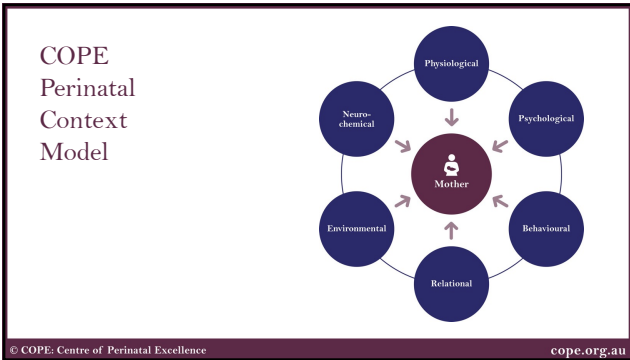 COPE
Perinatal
Context
Model
Physiological
Neuro-
chemical
Psychological
Mother
Environmental
Behavioural
Relational
© COPE: Centre of Perinatal Excellence
cope.org.au